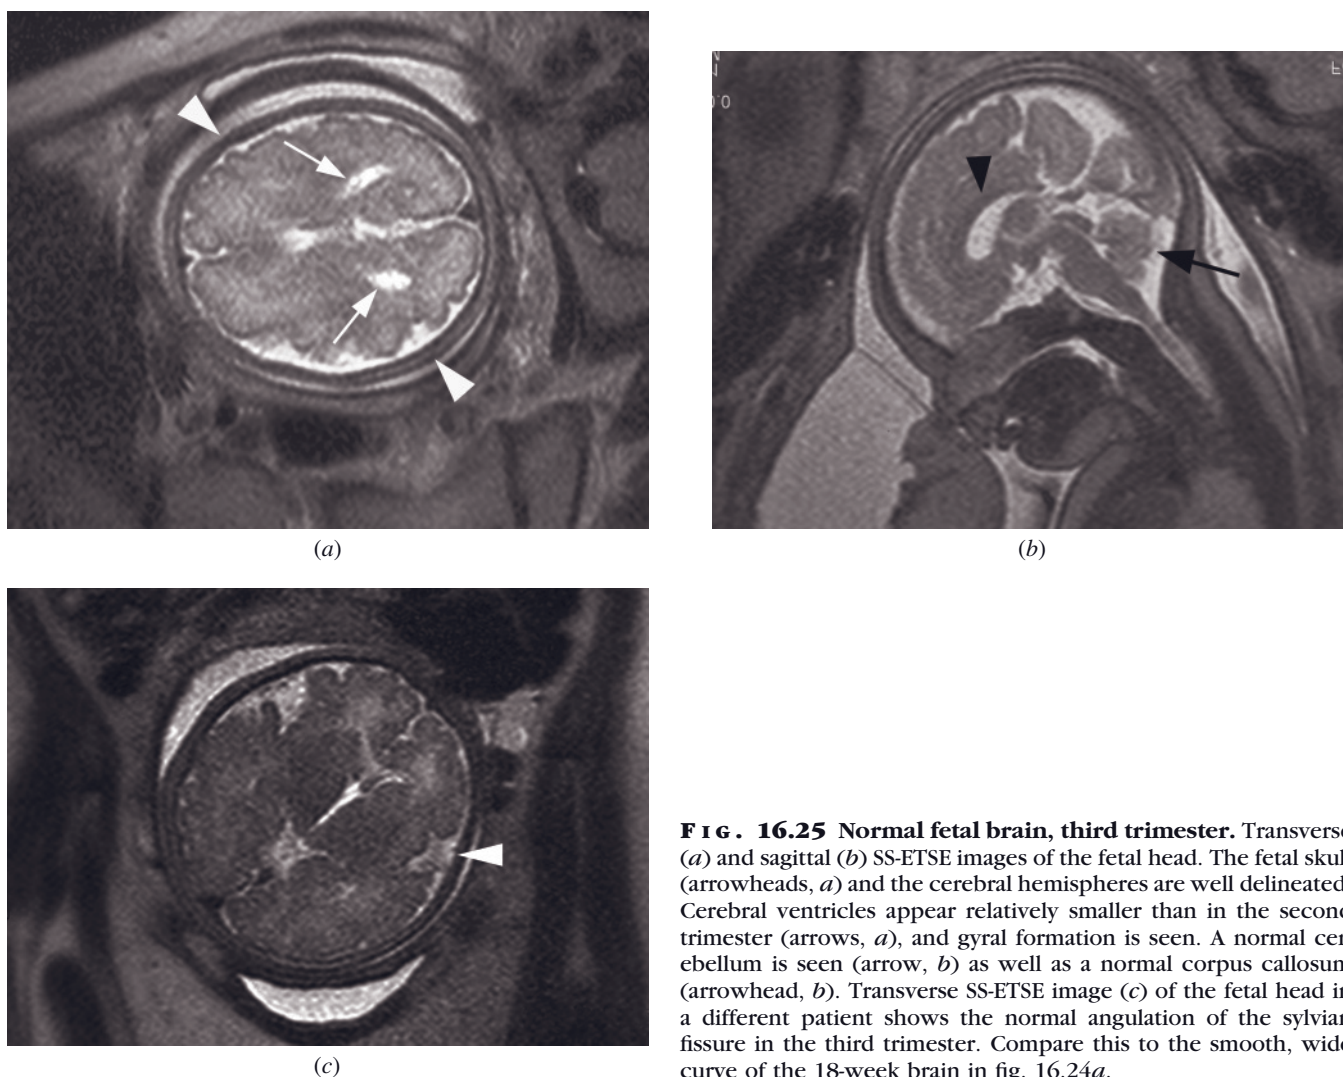 (a)
(b)
(c)
FIG. 16.25 Normal fetal brain, third trimester. Transverse
(a) and sagittal (b) SS-ETSE images of the fetal head. The fetal skul
(arrowheads, a) and the cerebral hemispheres are well delineated
Cerebral ventricles appear relatively smaller than in the second
trimester (arrows, a), and gyral formation is seen. A normal cer
ebellum is seen (arrow, b) as well as a normal corpus callosum
(arrowhead, b). Transverse SS-ETSE image (c) of the fetal head in
a different patient shows the normal angulation of the sylvian
fissure in the third trimester. Compare this to the smooth, wide
curve of the 18-week brain in fig. 16.24a.